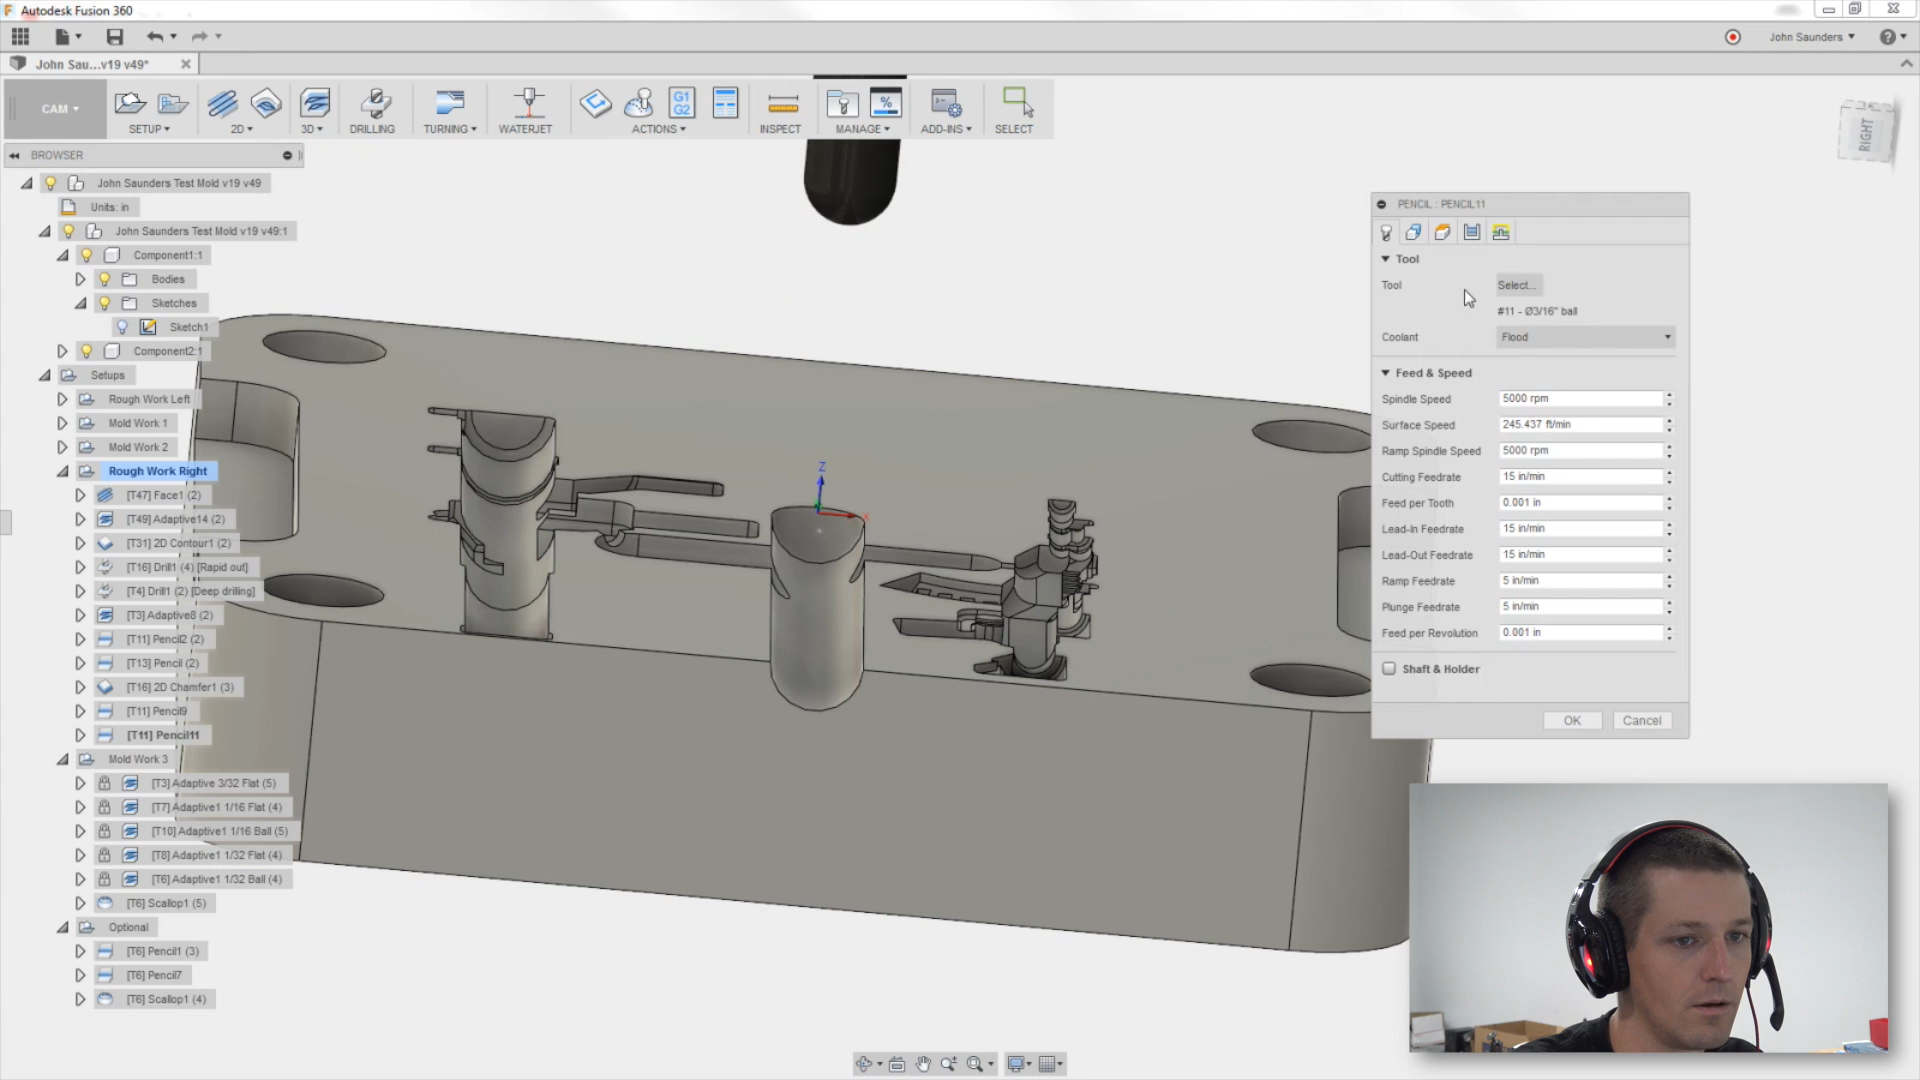 Autodesk Fusion 360
John Saunders
John Sau...v19 v49*
CAM
SETUP
2D
3D
DRILLING
TURNING
WATERJET
G1
G2
ACTIONS
INSPECT
%
MANAGE
ADD-INS
SELECT
RIGHT
BROWSER
John Saunders Test Mold v19 v49
Units: in
John Saunders Test Mold v19 v49:1
Component1:1
Bodies
Sketches
Sketch1
Component2:1
Setups
Rough Work Left
Mold Work 1
Mold Work 2
Rough Work Right
[T47] Face1 (2)
[T49] Adaptive14 (2)
[T31] 2D Contour1 (2)
[T16] Drill1 (4) [Rapid out]
[T4] Drill1 (2) [Deep drilling]
[T3] Adaptive8 (2)
[T11] Pencil2 (2)
[T13] Pencil (2)
[T16] 2D Chamfer1 (3)
[T11] Pencil9
[T11] Pencil11
Mold Work 3
[T3] Adaptive 3/32 Flat (5)
[T7] Adaptive1 1/16 Flat (4)
[T10] Adaptive1 1/16 Ball (5)
[T8] Adaptive1 1/32 Flat (4)
[T6] Adaptive1 1/32 Ball (4)
[T6] Scallop1 (5)
Optional
[T6] Pencil1 (3)
[T6] Pencil7
[T6] Scallop1 (4)
Z
X
PENCIL : PENCIL11
Tool
Tool Select...
#11 - Ø3/16" ball
Coolant Flood
Feed & Speed
Spindle Speed 5000 rpm
Surface Speed 245.437 ft/min
Ramp Spindle Speed 5000 rpm
Cutting Feedrate 15 in/min
Feed per Tooth 0.001 in
Lead-In Feedrate 15 in/min
Lead-Out Feedrate 15 in/min
Ramp Feedrate 5 in/min
Plunge Feedrate 5 in/min
Feed per Revolution 0.001 in
Shaft & Holder
OK Cancel